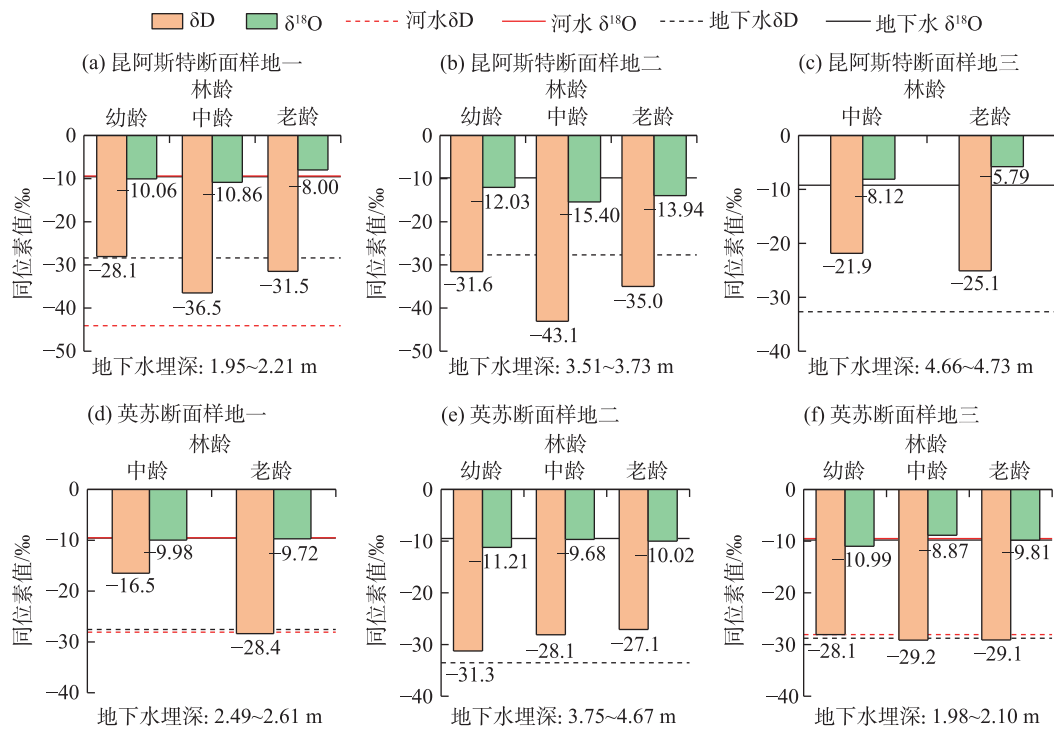 δD δ¹⁸O 河水δD 河水 δ¹⁸O 地下水δD 地下水 δ¹⁸O
(a) 昆阿斯特断面样地一
林龄
幼龄 中龄 老龄
同位素值/‰
0
−10
−20
−30
−40
−50
−10.06
−10.86
−8.00
−28.1
−36.5
−31.5
地下水埋深: 1.95~2.21 m
(b) 昆阿斯特断面样地二
林龄
幼龄 中龄 老龄
同位素值/‰
0
−10
−20
−30
−40
−50
−12.03
−15.40
−13.94
−31.6
−43.1
−35.0
地下水埋深: 3.51~3.73 m
(c) 昆阿斯特断面样地三
林龄
中龄 老龄
同位素值/‰
0
−10
−20
−30
−40
−8.12
−5.79
−21.9
−25.1
地下水埋深: 4.66~4.73 m
(d) 英苏断面样地一
林龄
中龄 老龄
同位素值/‰
0
−10
−20
−30
−40
−9.98
−9.72
−16.5
−28.4
地下水埋深: 2.49~2.61 m
(e) 英苏断面样地二
林龄
幼龄 中龄 老龄
同位素值/‰
0
−10
−20
−30
−40
−11.21
−9.68
−10.02
−31.3
−28.1
−27.1
地下水埋深: 3.75~4.67 m
(f) 英苏断面样地三
林龄
幼龄 中龄 老龄
同位素值/‰
0
−10
−20
−30
−40
−10.99
−8.87
−9.81
−28.1
−29.2
−29.1
地下水埋深: 1.98~2.10 m